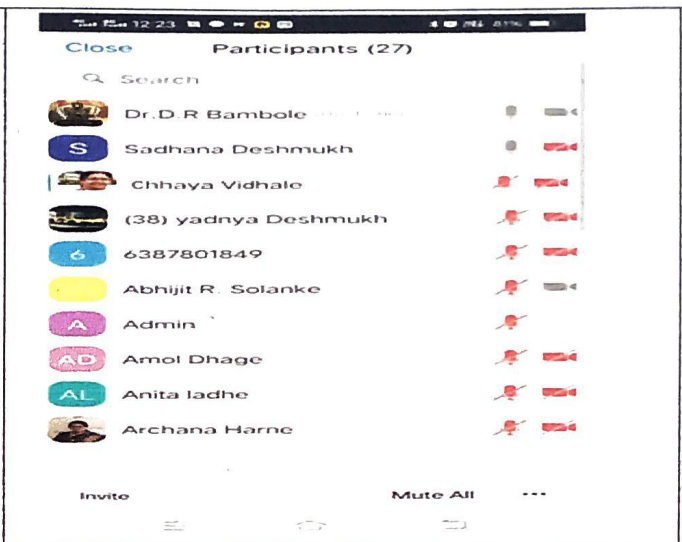 12:23 81%
Close Participants (27)
Search
Dr.D.R Bambole
S Sadhana Deshmukh
Chhaya Vidhale
(38) yadnya Deshmukh
6 6387801849
Abhijit R. Solanke
A Admin
AD Amol Dhage
AL Anita ladhe
Archana Harne
Invite Mute All ...